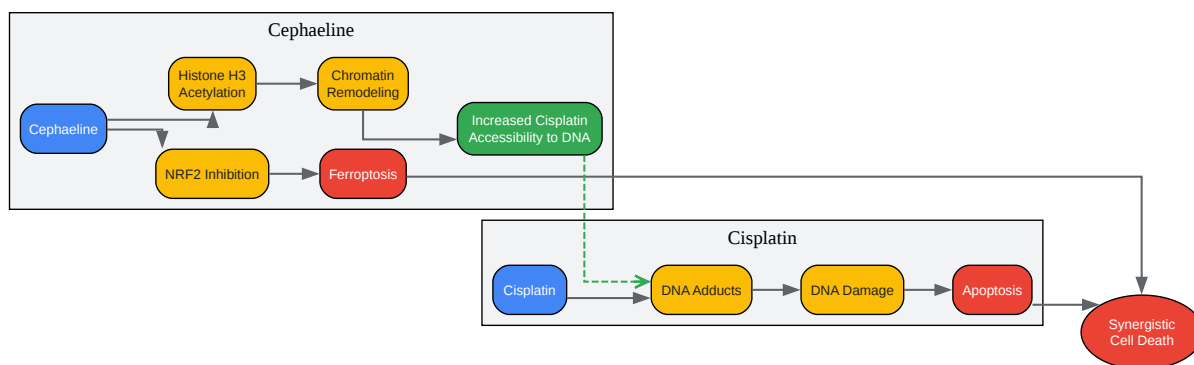 Cephaeline
Histone H3
Acetylation
Chromatin
Remodeling
Cephaeline
Increased Cisplatin
Accessibility to DNA
NRF2 Inhibition
Ferroptosis
Cisplatin
Cisplatin
DNA Adducts
DNA Damage
Apoptosis
Synergistic
Cell Death